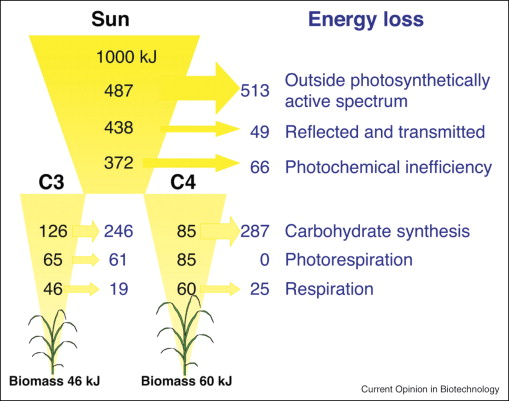 Sun Energy loss
1000 kJ
487 513 Outside photosynthetically
active spectrum
438 49 Reflected and transmitted
372 66 Photochemical inefficiency
C3 C4
126 246 85 287 Carbohydrate synthesis
65 61 85 0 Photorespiration
46 19 60 25 Respiration
Biomass 46 kJ Biomass 60 kJ
Current Opinion in Biotechnology